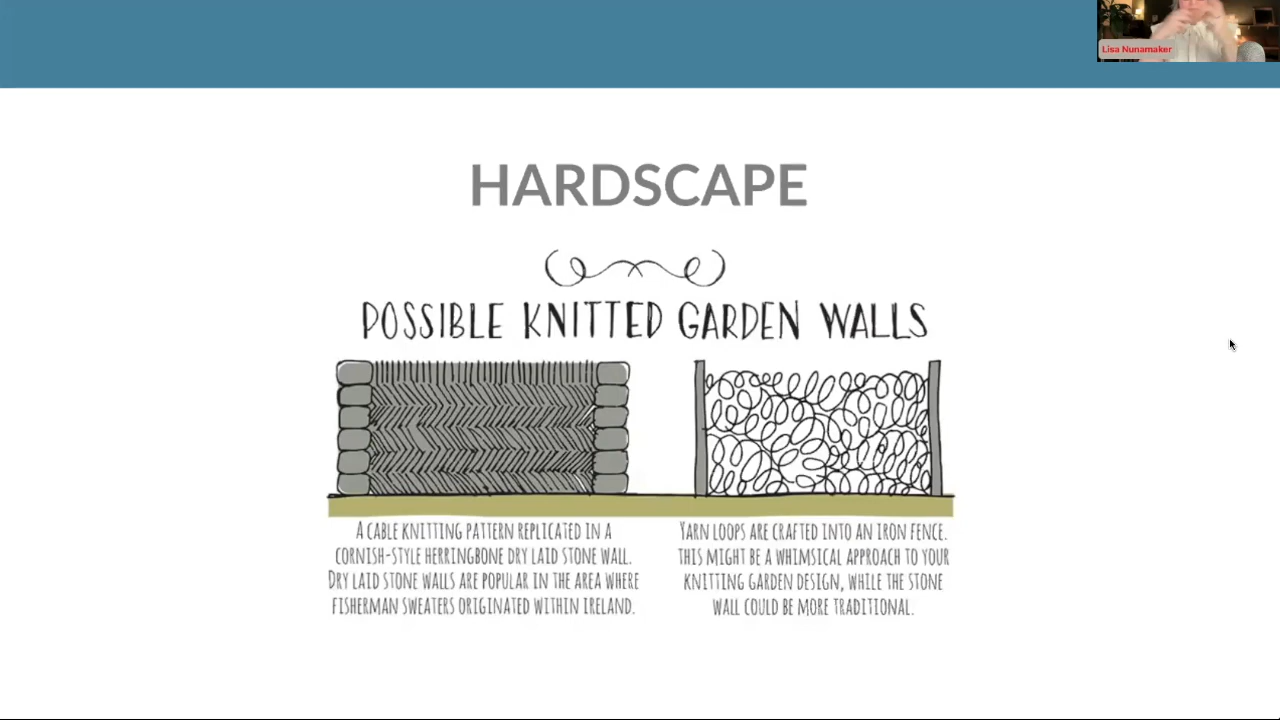 Lisa Nunamaker
HARDSCAPE
POSSIBLE KNITTED GARDEN WALLS
A CABLE KNITTING PATTERN REPLICATED IN A
CORNISH-STYLE HERRINGBONE DRY LAID STONE WALL.
DRY LAID STONE WALLS ARE POPULAR IN THE AREA WHERE
FISHERMAN SWEATERS ORIGINATED WITHIN IRELAND.
YARN LOOPS ARE CRAFTED INTO AN IRON FENCE.
THIS MIGHT BE A WHIMSICAL APPROACH TO YOUR
KNITTING GARDEN DESIGN, WHILE THE STONE
WALL COULD BE MORE TRADITIONAL.